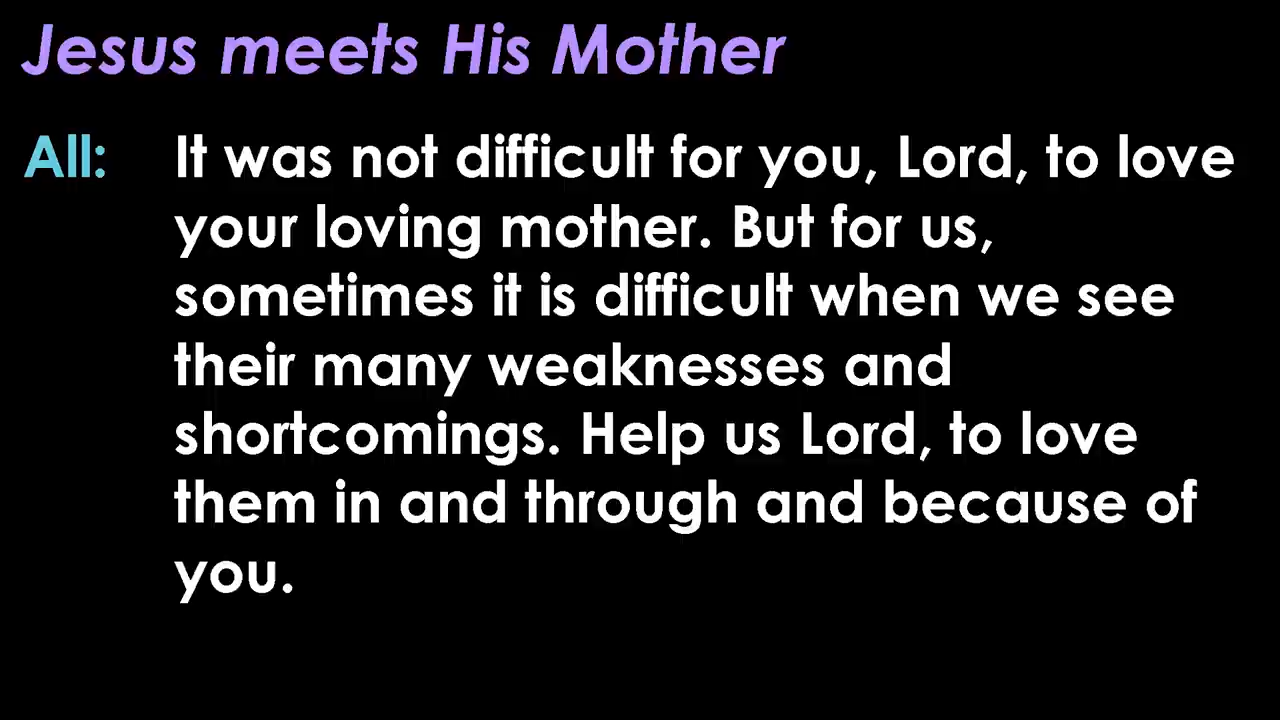 Jesus meets His Mother
All: It was not difficult for you, Lord, to love
your loving mother. But for us,
sometimes it is difficult when we see
their many weaknesses and
shortcomings. Help us Lord, to love
them in and through and because of
you.